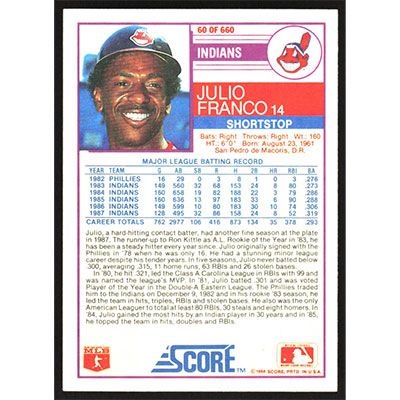 60 OF 660
INDIANS
JULIO
FRANCO 14
SHORTSTOP
Bats: Right Throws: Right Wt.: 160
HT.: 6'0" Born: August 23, 1961
San Pedro de Macoris, D.R.
MAJOR LEAGUE BATTING RECORD
YEAR TEAM G AB R H 2B HR RBI SB BA
1982 PHILLIES 16 29 3 8 1 0 3 0 .276
1983 INDIANS 149 560 68 153 24 8 80 32 .273
1984 INDIANS 160 658 82 188 22 3 79 19 .286
1985 INDIANS 160 636 97 183 33 6 90 13 .288
1986 INDIANS 149 599 80 183 30 10 74 10 .306
1987 INDIANS 128 495 86 158 24 8 52 32 .319
CAREER TOTALS 762 2977 416 873 134 35 378 .293
Julio, a hard-hitting contact batter, had another fine season at the plate
in 1987. The runner-up to Ron Kittle as A.L. Rookie of the Year in '83, he
has been a steady hitter every year since. Julio originally signed with the
Phillies in '78 when he was only 16. He had a stunning minor league
career despite his tender years. In five seasons, Julio never batted below
.300, averaging .315, 11 home runs, 63 RBIs and 26 stolen bases.
In '80, he hit .321, led the Class A Carolina League in RBIs with 99 and
was named the league's MVP. In '81, Julio batted .301 and was voted
Player of the Year in the Double-A Eastern League. The Phillies traded
him to the Indians on December 9, 1982 and in his rookie '83 season, he
led the team in hits, triples, RBIs and stolen bases. He also was the only
American Leaguer to total at least 80 RBIs, 30 steals and eight homers. In
'84, Julio gained the most hits by an Indian in 30 years and in '85,
he topped the team in hits, doubles and RBIs.
MLB
SCORE TM
© 1988 SCORE, PRTD. IN U.S.A.